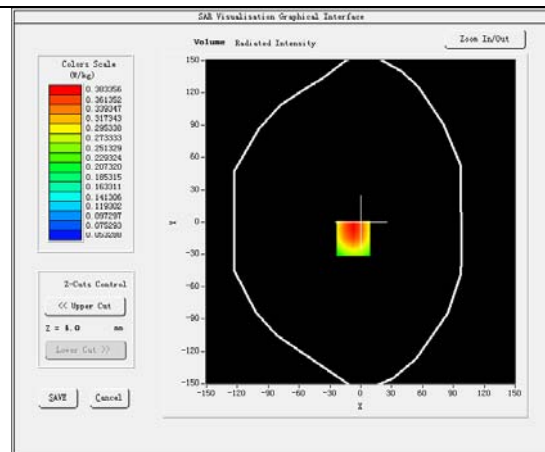 SAR Visualisation Graphical Interface
Volume Radiated Intensity
Zoom In/Out
Colors Scale
(W/kg)
0.383356
0.361352
0.339347
0.317343
0.295338
0.273333
0.251329
0.229324
0.207320
0.185315
0.163311
0.141306
0.119302
0.097297
0.075293
0.053288
Z-Cuts Control
<< Upper Cut
Z = 4.0 mm
Lower Cut >>
SAVE Cancel
150
120
90
60
30
0
-30
-60
-90
-120
-150
Y
-150 -120 -90 -60 -30 0 30 60 90 120 150
X